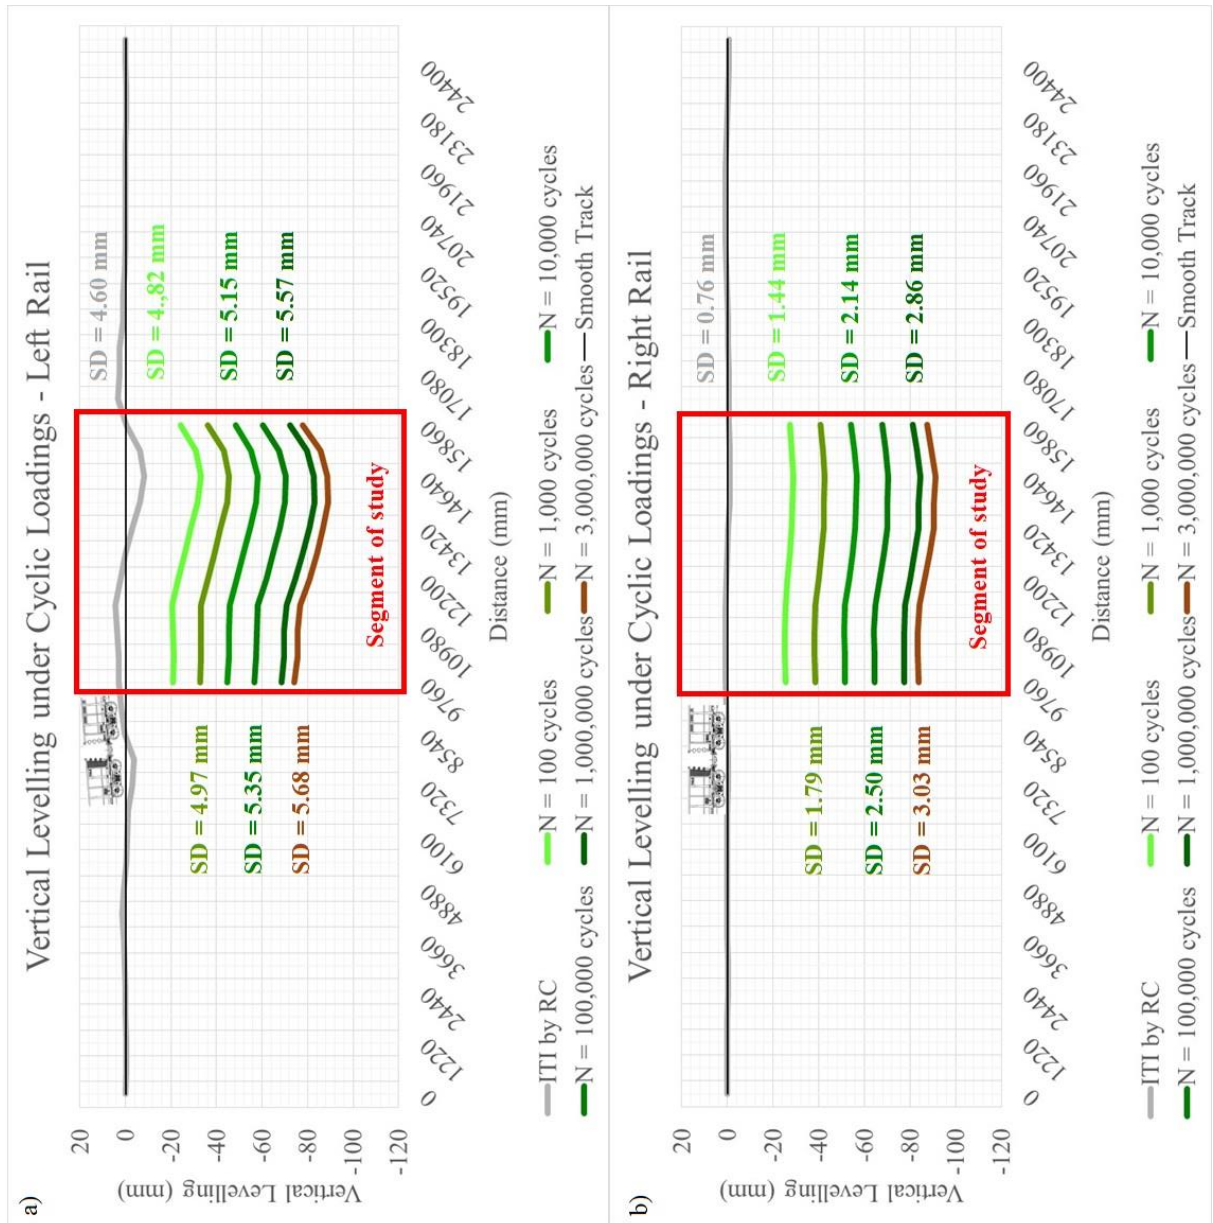 a)
Vertical Levelling under Cyclic Loadings - Left Rail
Vertical Levelling (mm)
20
0
-20
-40
-60
-80
-100
-120
SD = 4.60 mm
SD = 4.,82 mm
SD = 4.97 mm
SD = 5.15 mm
SD = 5.35 mm
SD = 5.57 mm
SD = 5.68 mm
Segment of study
0 1220 2440 3660 4880 6100 7320 8540 9760 10980 12200 13420 14640 15860 17080 18300 19520 20740 21960 23180 24400
Distance (mm)
ITI by RC N = 100 cycles N = 1,000 cycles N = 10,000 cycles
N = 100,000 cycles N = 1,000,000 cycles N = 3,000,000 cycles Smooth Track
b)
Vertical Levelling under Cyclic Loadings - Right Rail
Vertical Levelling (mm)
20
0
-20
-40
-60
-80
-100
-120
SD = 0.76 mm
SD = 1.44 mm
SD = 1.79 mm
SD = 2.14 mm
SD = 2.50 mm
SD = 2.86 mm
SD = 3.03 mm
Segment of study
0 1220 2440 3660 4880 6100 7320 8540 9760 10980 12200 13420 14640 15860 17080 18300 19520 20740 21960 23180 24400
Distance (mm)
ITI by RC N = 100 cycles N = 1,000 cycles N = 10,000 cycles
N = 100,000 cycles N = 1,000,000 cycles N = 3,000,000 cycles Smooth Track